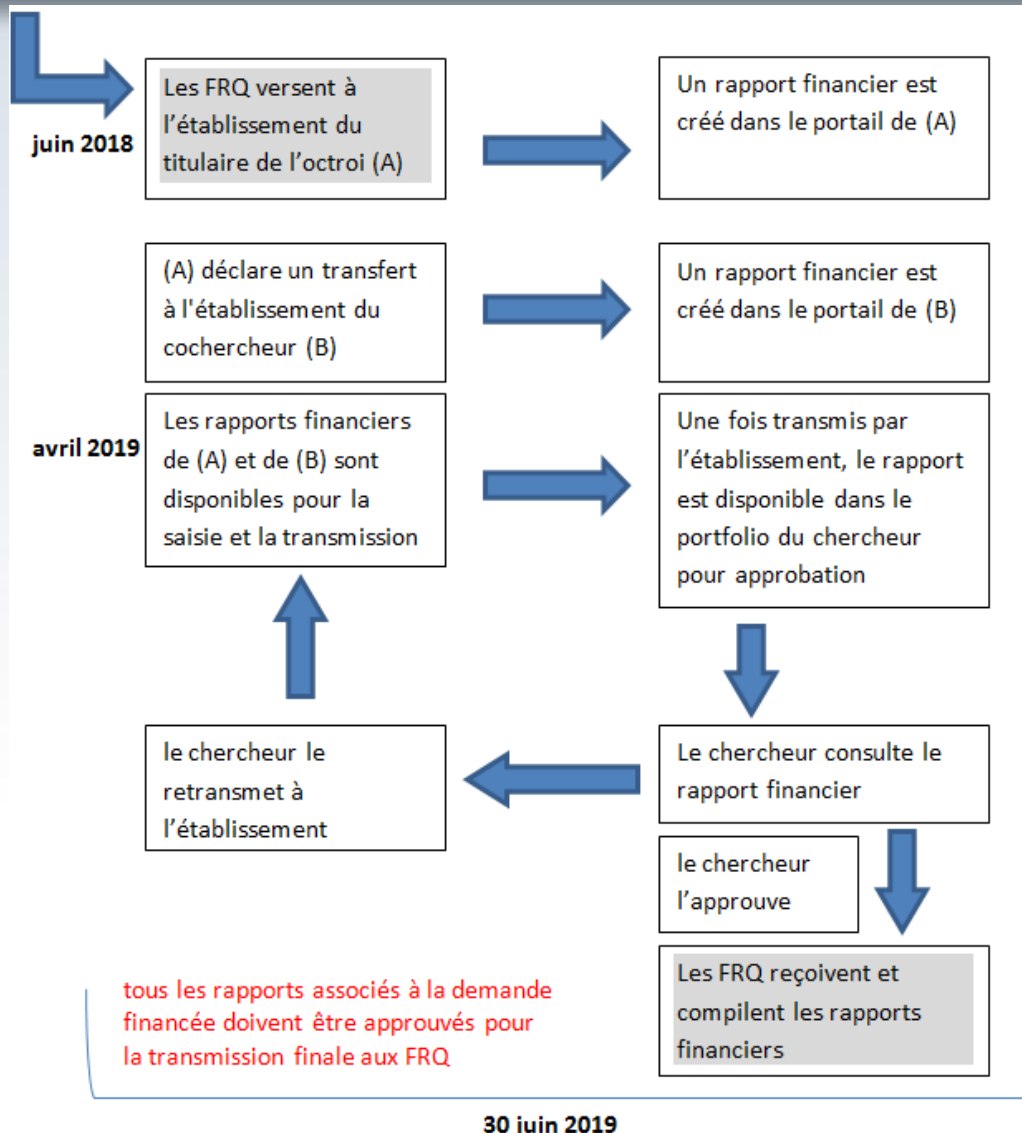 Les FRQ versent à
l'établissement du
titulaire de l'octroi (A)
Un rapport financier est
créé dans le portail de (A)
juin 2018
(A) déclare un transfert
à l'établissement du
cochercheur (B)
Un rapport financier est
créé dans le portail de (B)
avril 2019
Les rapports financiers
de (A) et de (B) sont
disponibles pour la
saisie et la transmission
Une fois transmis par
l'établissement, le rapport
est disponible dans le
portfolio du chercheur
pour approbation
le chercheur le
retransmet à
l'établissement
Le chercheur consulte le
rapport financier
le chercheur
l'approuve
tous les rapports associés à la demande
financée doivent être approuvés pour
la transmission finale aux FRQ
Les FRQ reçoivent et
compilent les rapports
financiers
30 juin 2019